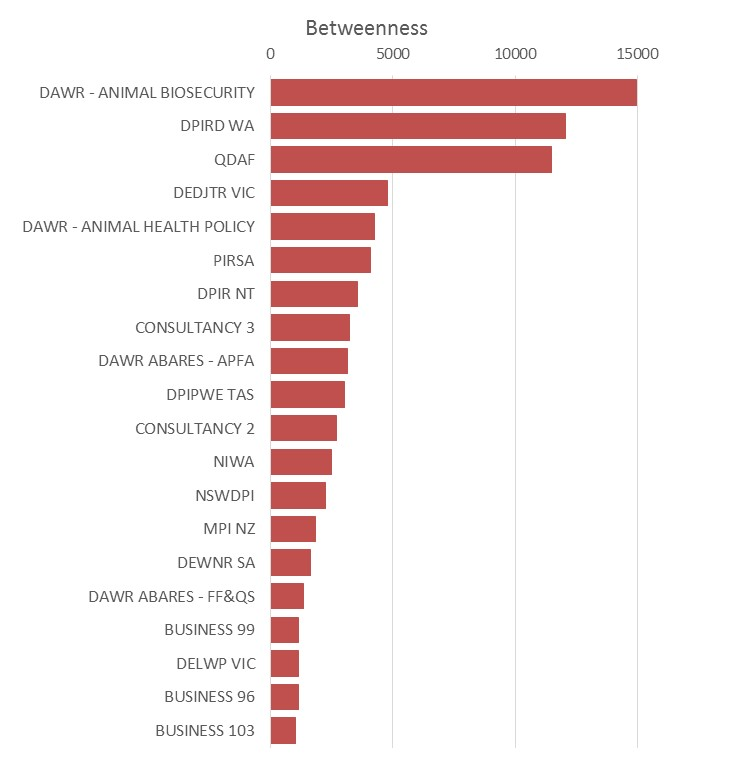 Betweenness
0 5000 10000 15000
DAWR - ANIMAL BIOSECURITY
DPIRD WA
QDAF
DEDJTR VIC
DAWR - ANIMAL HEALTH POLICY
PIRSA
DPIR NT
CONSULTANCY 3
DAWR ABARES - APFA
DPIPWE TAS
CONSULTANCY 2
NIWA
NSWDPI
MPI NZ
DEWNR SA
DAWR ABARES - FF&QS
BUSINESS 99
DELWP VIC
BUSINESS 96
BUSINESS 103